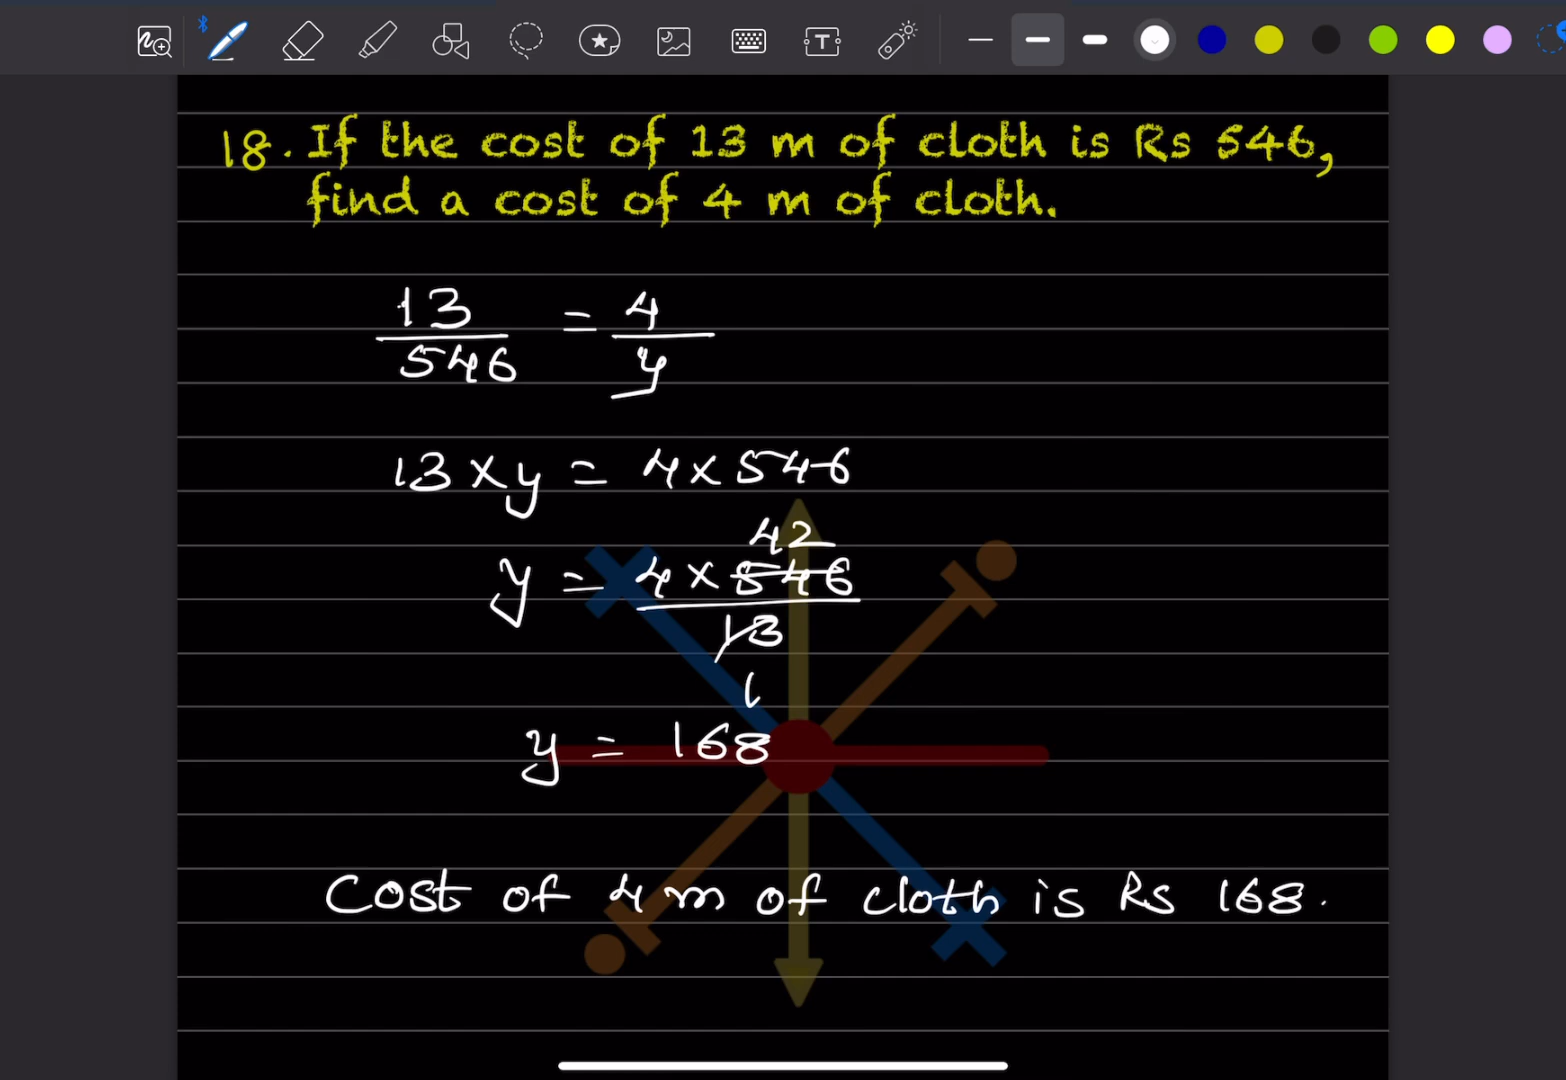 18. If the cost of 13 m of cloth is Rs 546,
find a cost of 4 m of cloth.
13/546 = 4/y
13 × y = 4 × 546
42
y = 4 × 546/13
1
y = 168
Cost of 4 m of cloth is Rs 168.